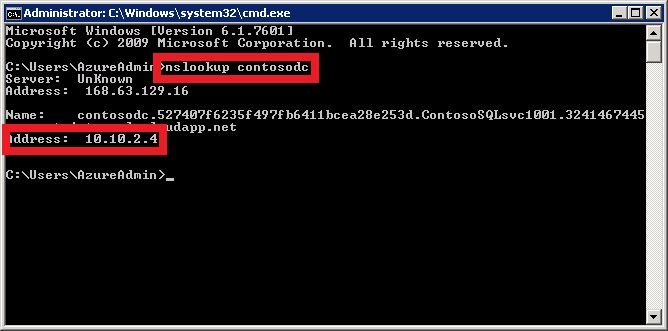 Administrator: C:\Windows\system32\cmd.exe
Microsoft Windows [Version 6.1.7601]
Copyright (c) 2009 Microsoft Corporation.  All rights reserved.
C:\Users\AzureAdmin>nslookup contosodc
Server:  UnKnown
Address:  168.63.129.16
Name:    contosodc.527407f6235f497fb6411bcea28e253d.ContosoSQLsvc1001.3241467445
udapp.net
Address:  10.10.2.4
C:\Users\AzureAdmin>_